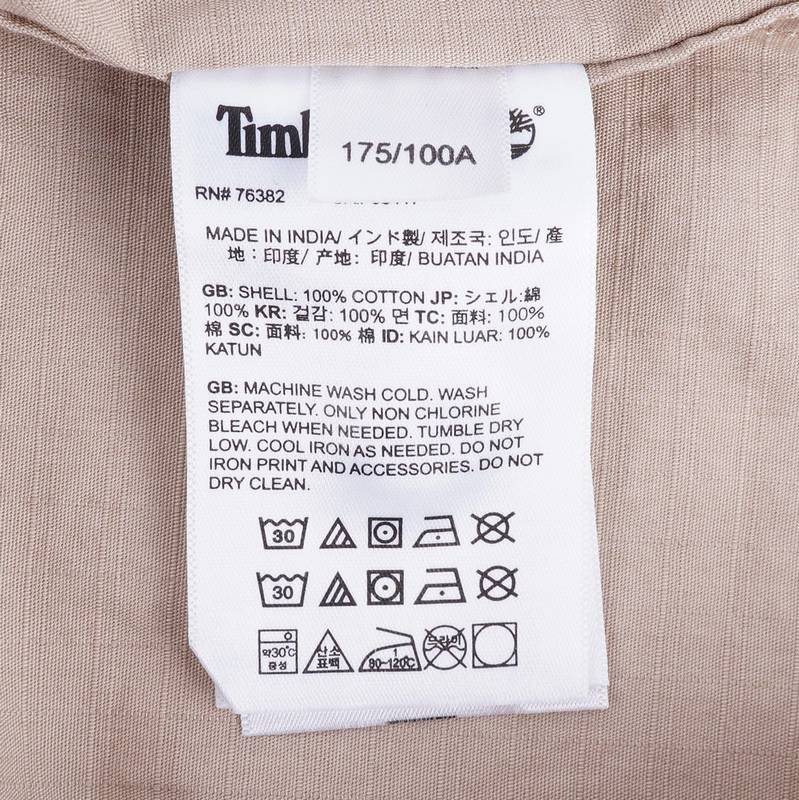 175/100A
RN# 76382
MADE IN INDIA/ インド製/ 제조국: 인도/ 產
地：印度/ 产地：印度/ BUATAN INDIA
GB: SHELL: 100% COTTON JP: シェル:綿
100% KR: 겉감: 100% 면 TC: 面料: 100%
棉 SC: 面料: 100% 棉 ID: KAIN LUAR: 100%
KATUN
GB: MACHINE WASH COLD. WASH
SEPARATELY. ONLY NON CHLORINE
BLEACH WHEN NEEDED. TUMBLE DRY
LOW. COOL IRON AS NEEDED. DO NOT
IRON PRINT AND ACCESSORIES. DO NOT
DRY CLEAN.
30
30
약30℃ 중성 산소 표백 1 80~120℃ 드라이